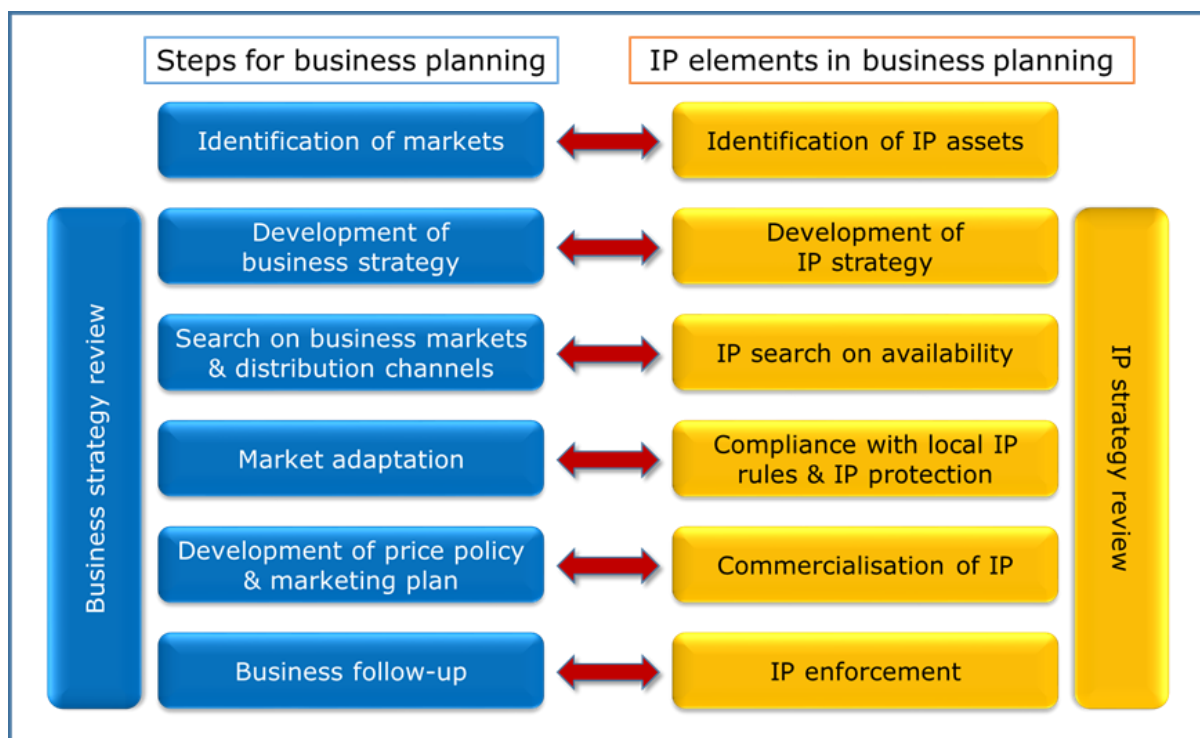 Steps for business planning
IP elements in business planning
Identification of markets
Identification of IP assets
Business strategy review
Development of
business strategy
Development of
IP strategy
IP strategy review
Search on business markets
& distribution channels
IP search on availability
Market adaptation
Compliance with local IP
rules & IP protection
Development of price policy
& marketing plan
Commercialisation of IP
Business follow-up
IP enforcement